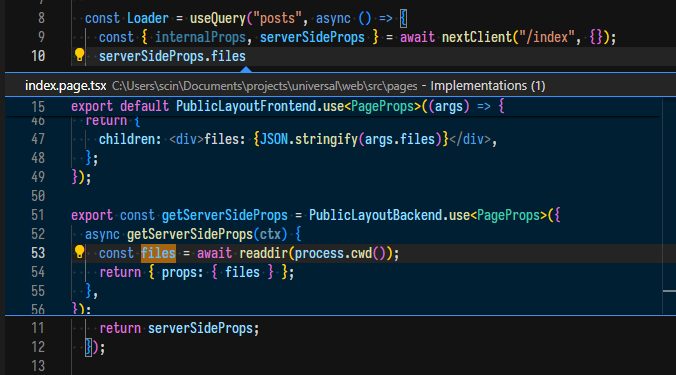 8 const Loader = useQuery("posts", async () => {
9 const { internalProps, serverSideProps } = await nextClient("/index", {});
10 serverSideProps.files
index.page.tsx C:\Users\scin\Documents\projects\universal\web\src\pages - Implementations (1)
15 export default PublicLayoutFrontend.use<PageProps>((args) => {
46 return {
47 children: <div>files: {JSON.stringify(args.files)}</div>,
48 };
49 });
50
51 export const getServerSideProps = PublicLayoutBackend.use<PageProps>({
52 async getServerSideProps(ctx) {
53 const files = await readdir(process.cwd());
54 return { props: { files } };
55 },
56 });
11 return serverSideProps;
12 });
13